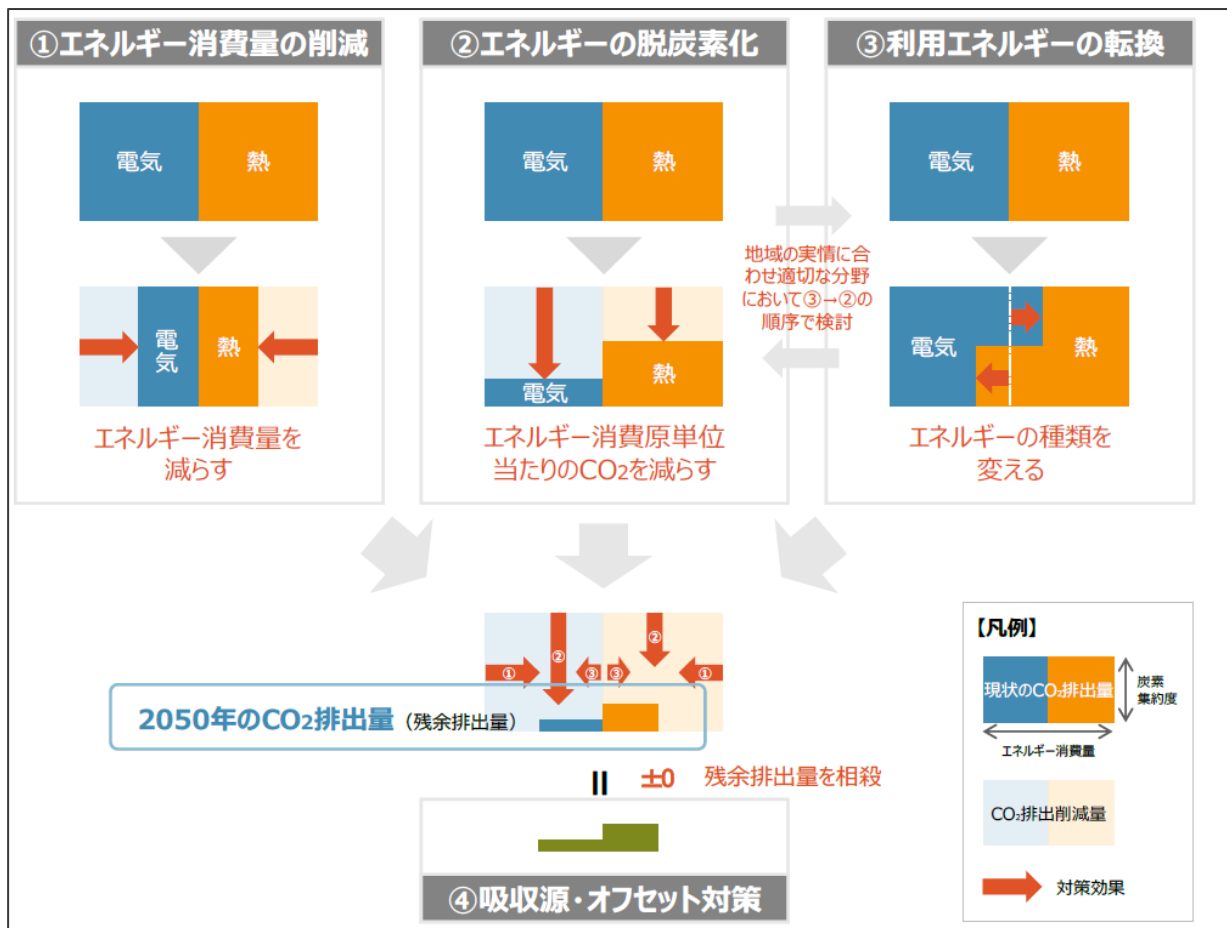 ①エネルギー消費量の削減
電気
熱
電気
熱
エネルギー消費量を
減らす
②エネルギーの脱炭素化
電気
熱
電気
熱
エネルギー消費原単位
当たりのCO₂を減らす
地域の実情に合
わせ適切な分野
において③→②の
順序で検討
③利用エネルギーの転換
電気
熱
電気
熱
エネルギーの種類を
変える
① ② ③ ③ ② ①
2050年のCO₂排出量（残余排出量）
= ±0 残余排出量を相殺
④吸収源・オフセット対策
【凡例】
現状のCO₂排出量
炭素
集約度
エネルギー消費量
CO₂排出削減量
対策効果